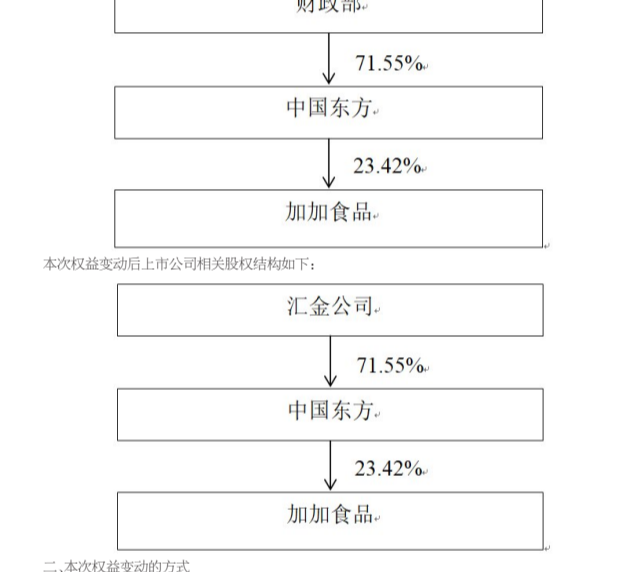 财政部
71.55%
中国东方
23.42%
加加食品
本次权益变动后上市公司相关股权结构如下：
汇金公司
71.55%
中国东方
23.42%
加加食品
二、本次权益变动的方式